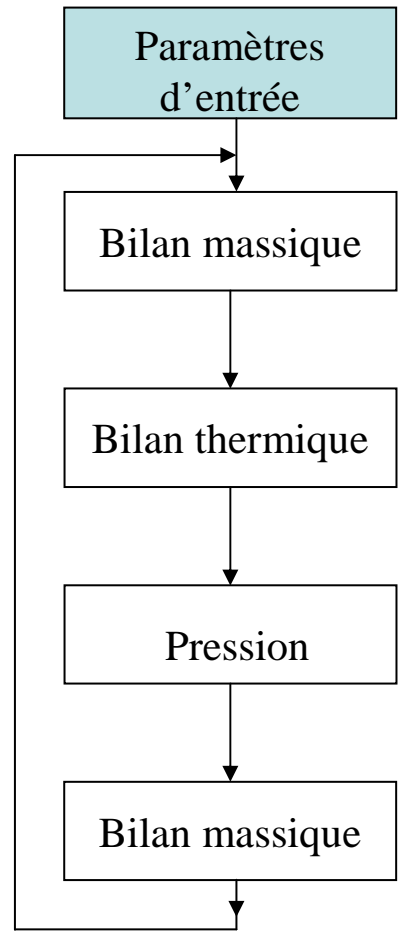 Paramètres
d’entrée
Bilan massique
Bilan thermique
Pression
Bilan massique